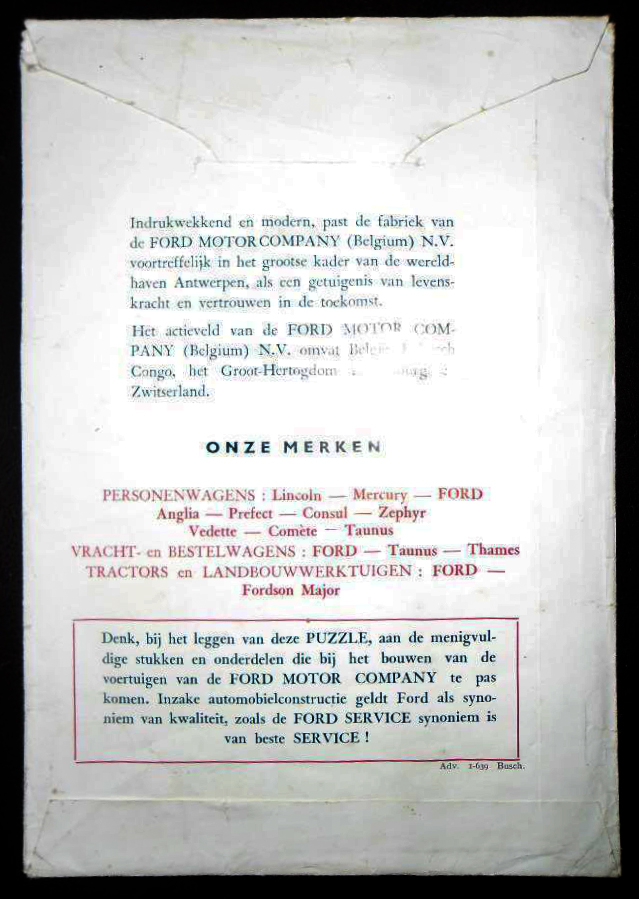 Indrukwekkend en modern, past de fabriek van
de FORD MOTOR COMPANY (Belgium) N.V.
voortreffelijk in het grootse kader van de wereld-
haven Antwerpen, als een getuigenis van levens-
kracht en vertrouwen in de toekomst.
Het actieveld van de FORD MOTOR COM-
PANY (Belgium) N.V. omvat
Congo, het Groot-Hertogdom
Zwitserland.
ONZE MERKEN
PERSONENWAGENS : Lincoln — Mercury — FORD
Anglia — Prefect — Consul — Zephyr
Vedette — Comète — Taunus
VRACHT- en BESTELWAGENS : FORD — Taunus — Thames
TRACTORS en LANDBOUWWERKTUIGEN : FORD —
Fordson Major
Denk, bij het leggen van deze PUZZLE, aan de menigvul-
dige stukken en onderdelen die bij het bouwen van de
voertuigen van de FORD MOTOR COMPANY te pas
komen. Inzake automobielconstructie geldt Ford als syno-
niem van kwaliteit, zoals de FORD SERVICE synoniem is
van beste SERVICE !
Adv. 1-639 Busch.